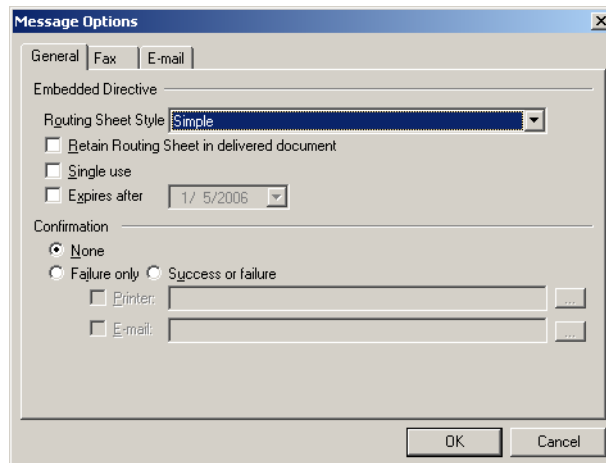 Message Options
General Fax E-mail
Embedded Directive
Routing Sheet Style Simple
Retain Routing Sheet in delivered document
Single use
Expires after 1/ 5/2006
Confirmation
None
Failure only Success or failure
Printer: ...
E-mail: ...
OK Cancel